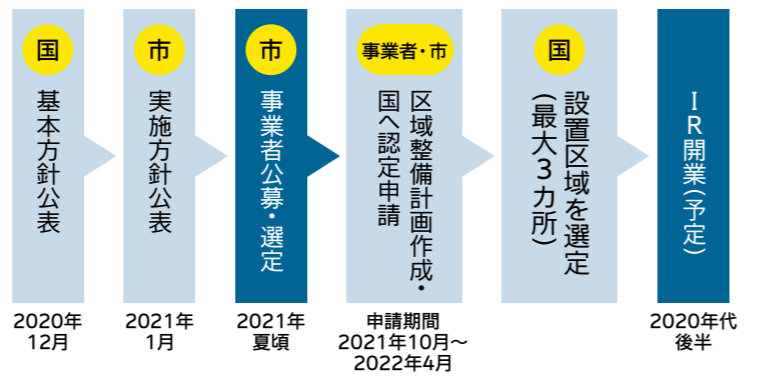 国
基本方針公表
2020年
12月
市
実施方針公表
2021年
1月
市
事業者公募・選定
2021年
夏頃
事業者・市
区域整備計画作成・
国へ認定申請
申請期間
2021年10月〜
2022年4月
国
設置区域を選定
（最大3カ所）
IR開業（予定）
2020年代
後半